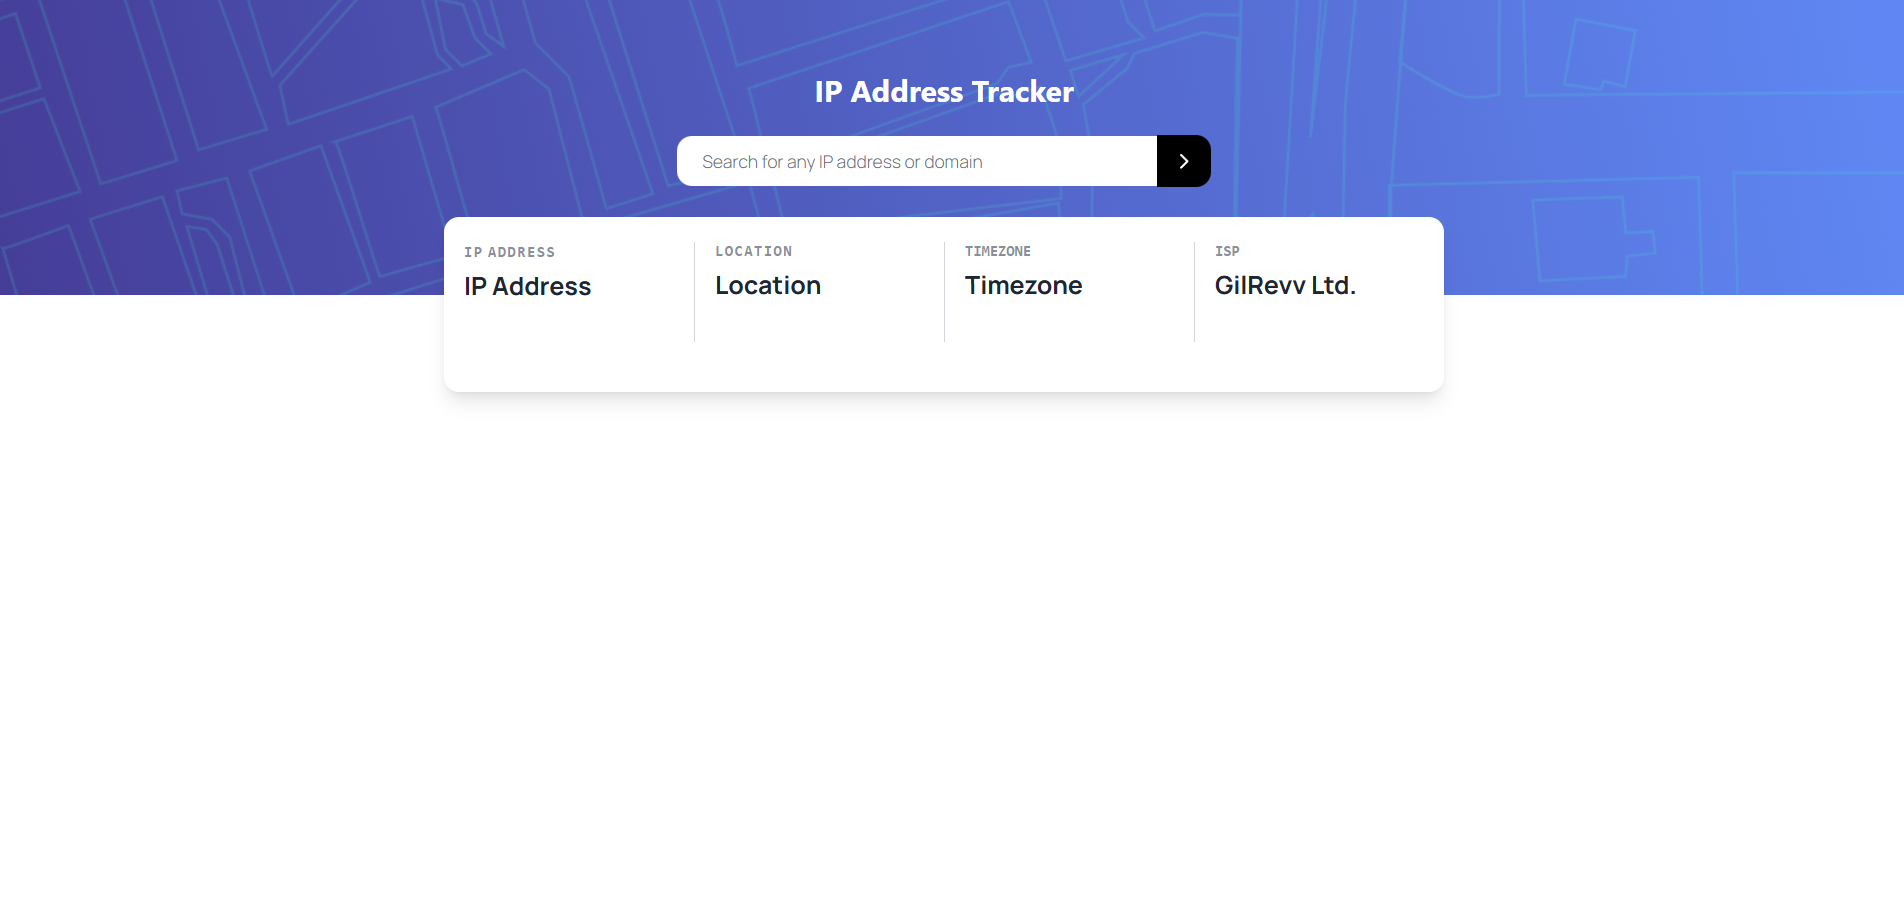 IP Address Tracker
Search for any IP address or domain
IP ADDRESS
IP Address
LOCATION
Location
TIMEZONE
Timezone
ISP
GilRevv Ltd.